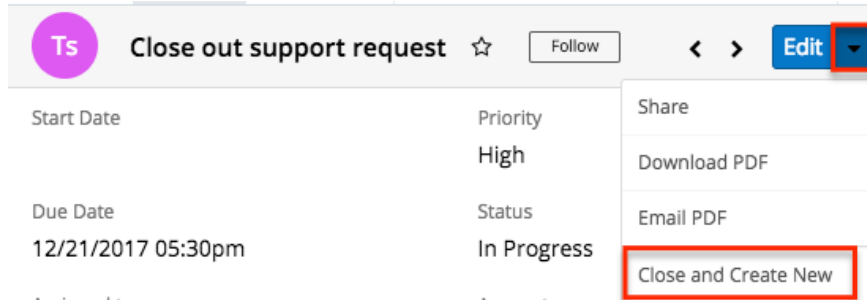 Ts Close out support request Follow Edit
Start Date Priority Share
High Download PDF
Due Date Status Email PDF
12/21/2017 05:30pm In Progress
Close and Create New